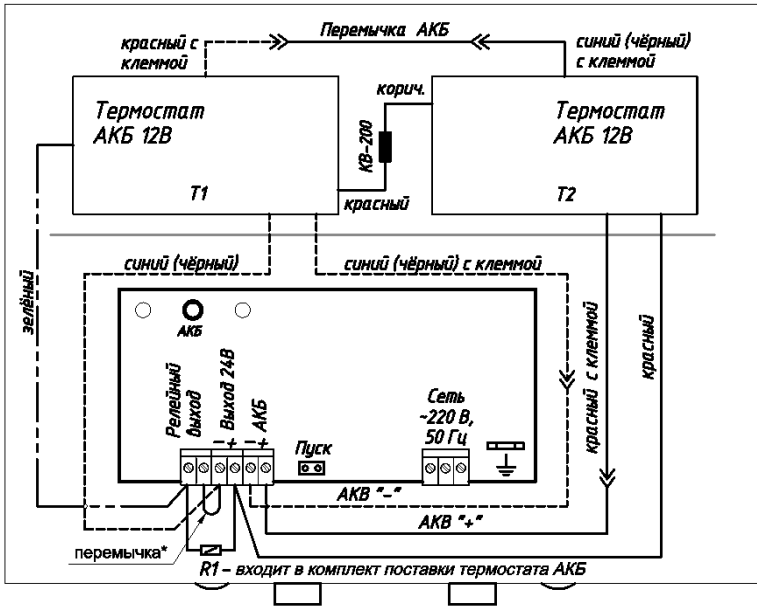 красный с
клеммой
Перемычка АКБ
синий (чёрный)
с клеммой
Термостат
АКБ 12В
T1
корич.
КВ-200
красный
Термостат
АКБ 12В
T2
зелёный
синий (чёрный)
синий (чёрный) с клеммой
красный с клеммой
красный
АКБ
Релейный
выход
Выход 24В
АКБ
− + − +
Пуск
Сеть
~220 В,
50 Гц
АКВ "−"
АКВ "+"
перемычка*
R1 – входит в комплект поставки термостата АКБ